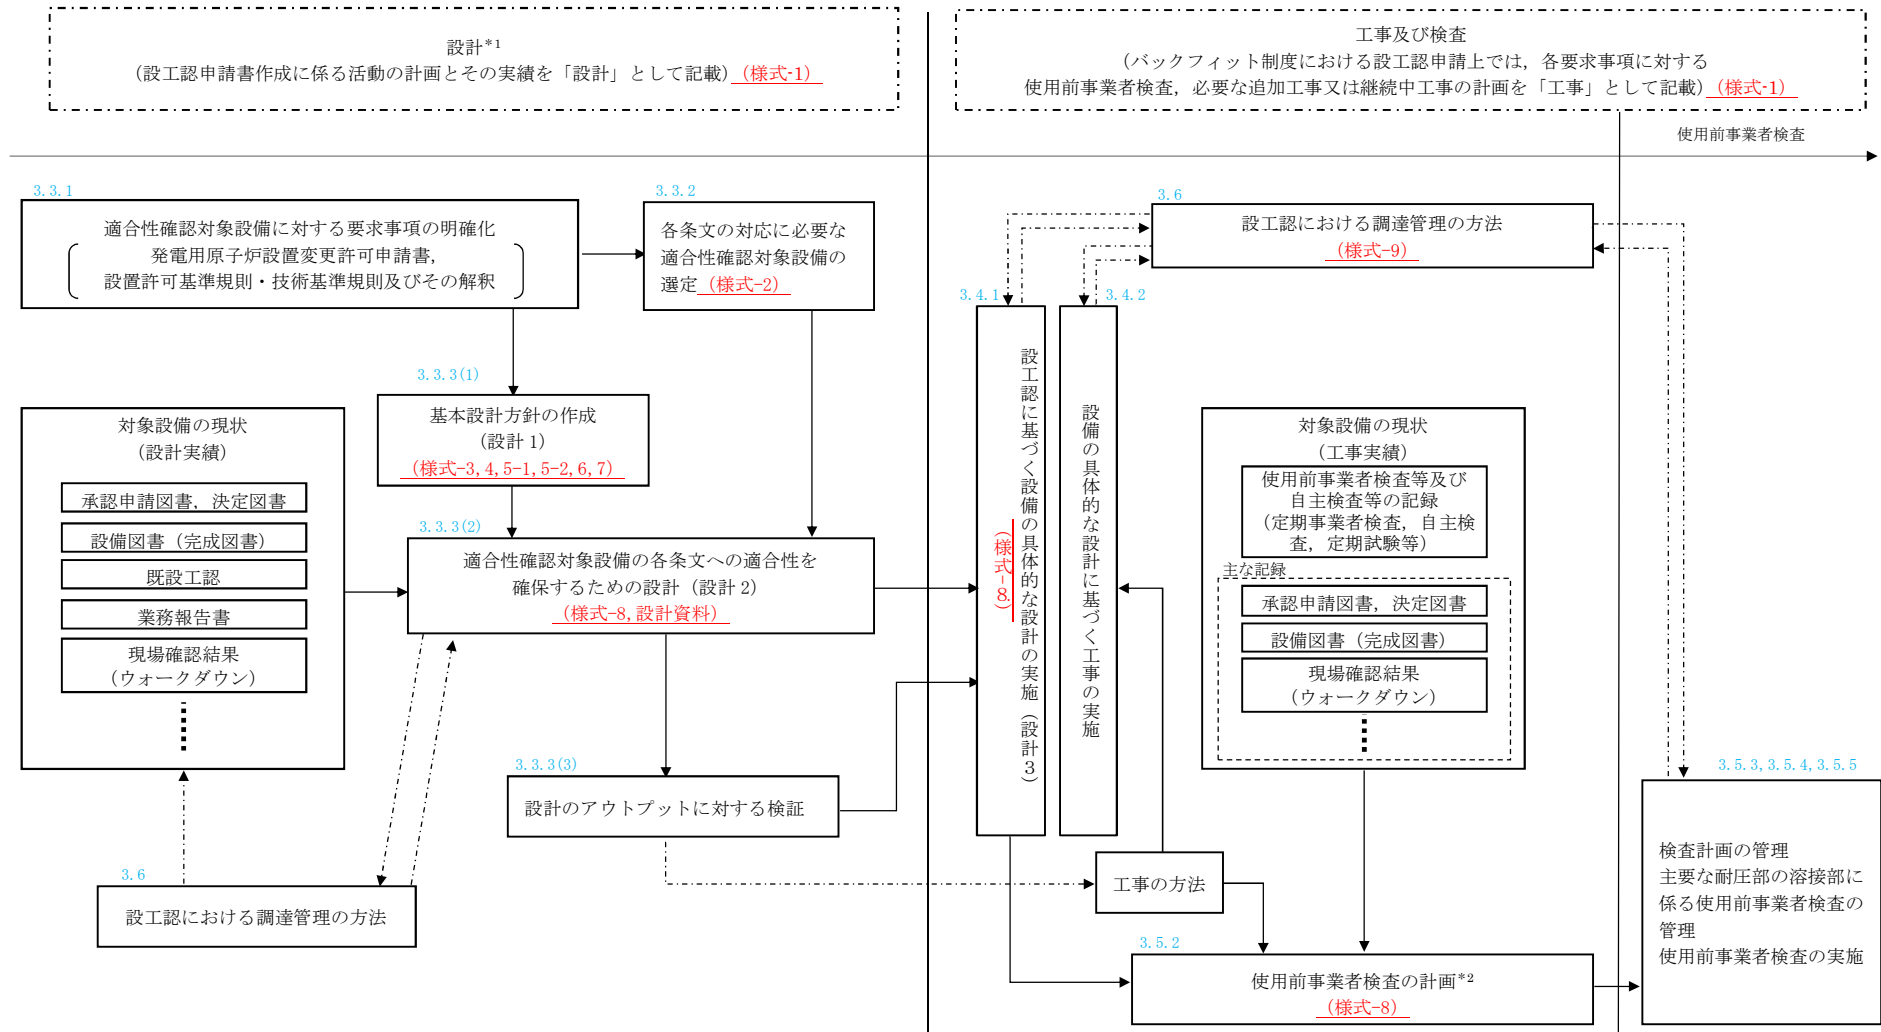 設計*1
(設工認申請書作成に係る活動の計画とその実績を「設計」として記載)(様式-1)
工事及び検査
(バックフィット制度における設工認申請上では，各要求事項に対する
使用前事業者検査，必要な追加工事又は継続中工事の計画を「工事」として記載)(様式-1)
使用前事業者検査
3.3.1
適合性確認対象設備に対する要求事項の明確化
発電用原子炉設置変更許可申請書，
設置許可基準規則・技術基準規則及びその解釈
3.3.2
各条文の対応に必要な
適合性確認対象設備の
選定(様式-2)
3.3.3(1)
基本設計方針の作成
(設計1)
(様式-3,4,5-1,5-2,6,7)
対象設備の現状
(設計実績)
承認申請図書，決定図書
設備図書（完成図書）
既設工認
業務報告書
現場確認結果
（ウォークダウン）
3.3.3(2)
適合性確認対象設備の各条文への適合性を
確保するための設計（設計2）
(様式-8,設計資料)
3.3.3(3)
設計のアウトプットに対する検証
3.6
設工認における調達管理の方法
3.6
設工認における調達管理の方法
(様式-9)
3.4.1
設工認に基づく設備の具体的な設計の実施（設計3）
(様式-8)
3.4.2
設備の具体的な設計に基づく工事の実施
対象設備の現状
(工事実績)
使用前事業者検査等及び
自主検査等の記録
（定期事業者検査，自主検
査，定期試験等）
主な記録
承認申請図書，決定図書
設備図書（完成図書）
現場確認結果
（ウォークダウン）
工事の方法
3.5.2
使用前事業者検査の計画*2
(様式-8)
3.5.3,3.5.4,3.5.5
検査計画の管理
主要な耐圧部の溶接部に
係る使用前事業者検査の
管理
使用前事業者検査の実施